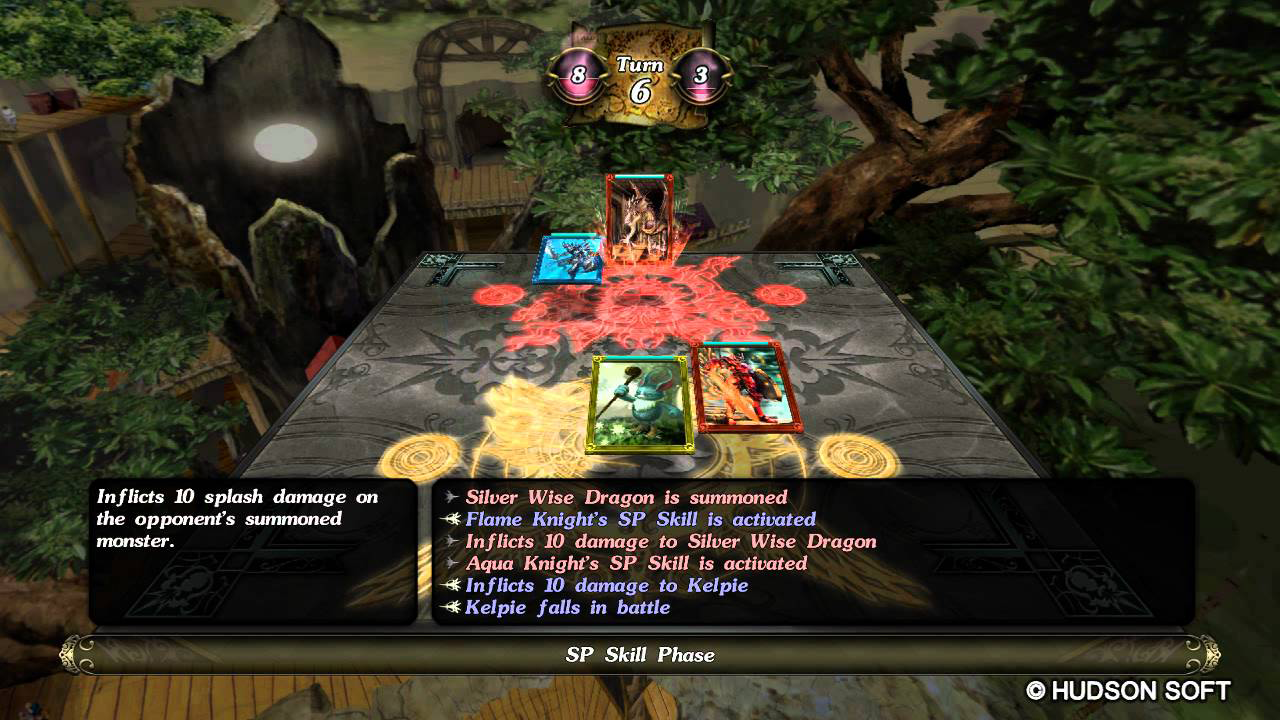 8
Turn
6
3
Inflicts 10 splash damage on
the opponent's summoned
monster.
Silver Wise Dragon is summoned
Flame Knight's SP Skill is activated
Inflicts 10 damage to Silver Wise Dragon
Aqua Knight's SP Skill is activated
Inflicts 10 damage to Kelpie
Kelpie falls in battle
SP Skill Phase
© HUDSON SOFT